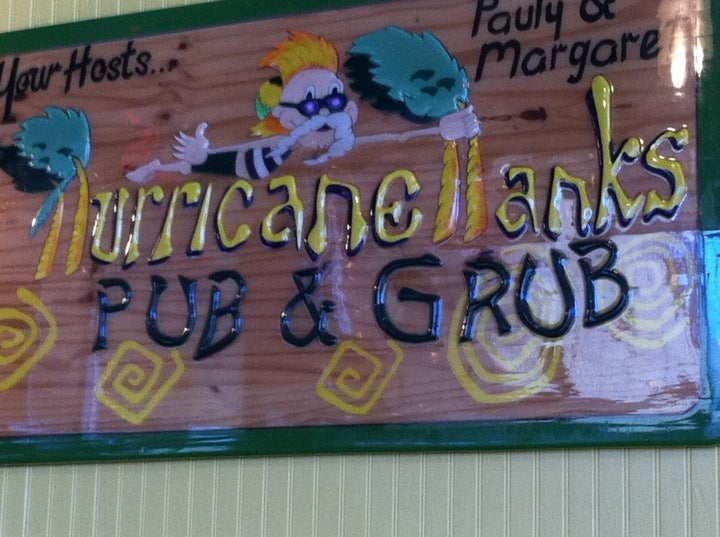 Your Hosts...
Pauly &
Margare
Hurricane Hanks
PUB & GRUB